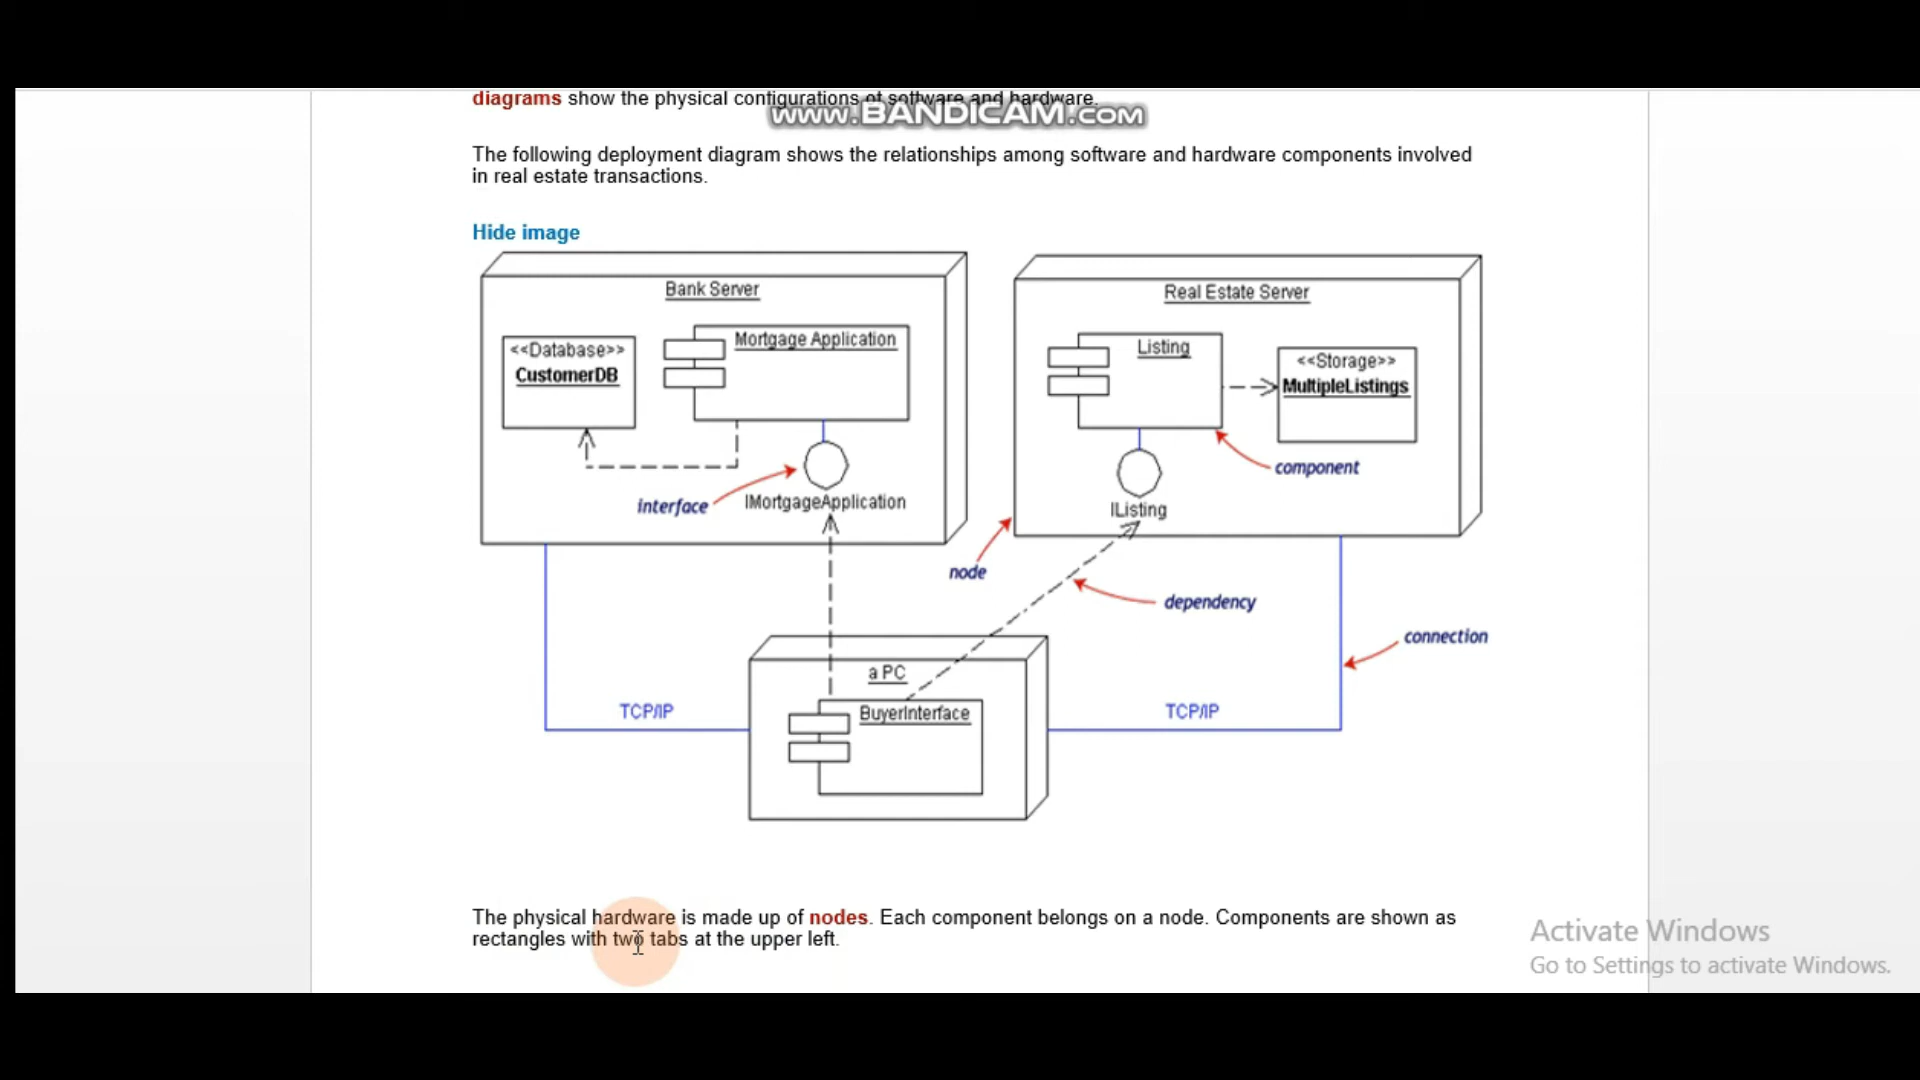 diagrams show the physical configurations of software and hardware.
www.BANDICAM.com
The following deployment diagram shows the relationships among software and hardware components involved
in real estate transactions.
Hide image
Bank Server
<<Database>>
CustomerDB
Mortgage Application
interface
IMortgageApplication
Real Estate Server
Listing
<<Storage>>
MultipleListings
component
IListing
node
dependency
connection
a PC
BuyerInterface
TCP/IP
TCP/IP
The physical hardware is made up of nodes. Each component belongs on a node. Components are shown as
rectangles with two tabs at the upper left.
Activate Windows
Go to Settings to activate Windows.